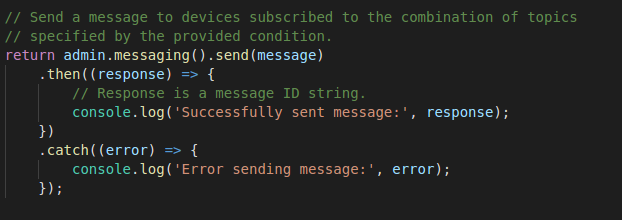 // Send a message to devices subscribed to the combination of topics
// specified by the provided condition.
return admin.messaging().send(message)
    .then((response) => {
        // Response is a message ID string.
        console.log('Successfully sent message:', response);
    })
    .catch((error) => {
        console.log('Error sending message:', error);
    });